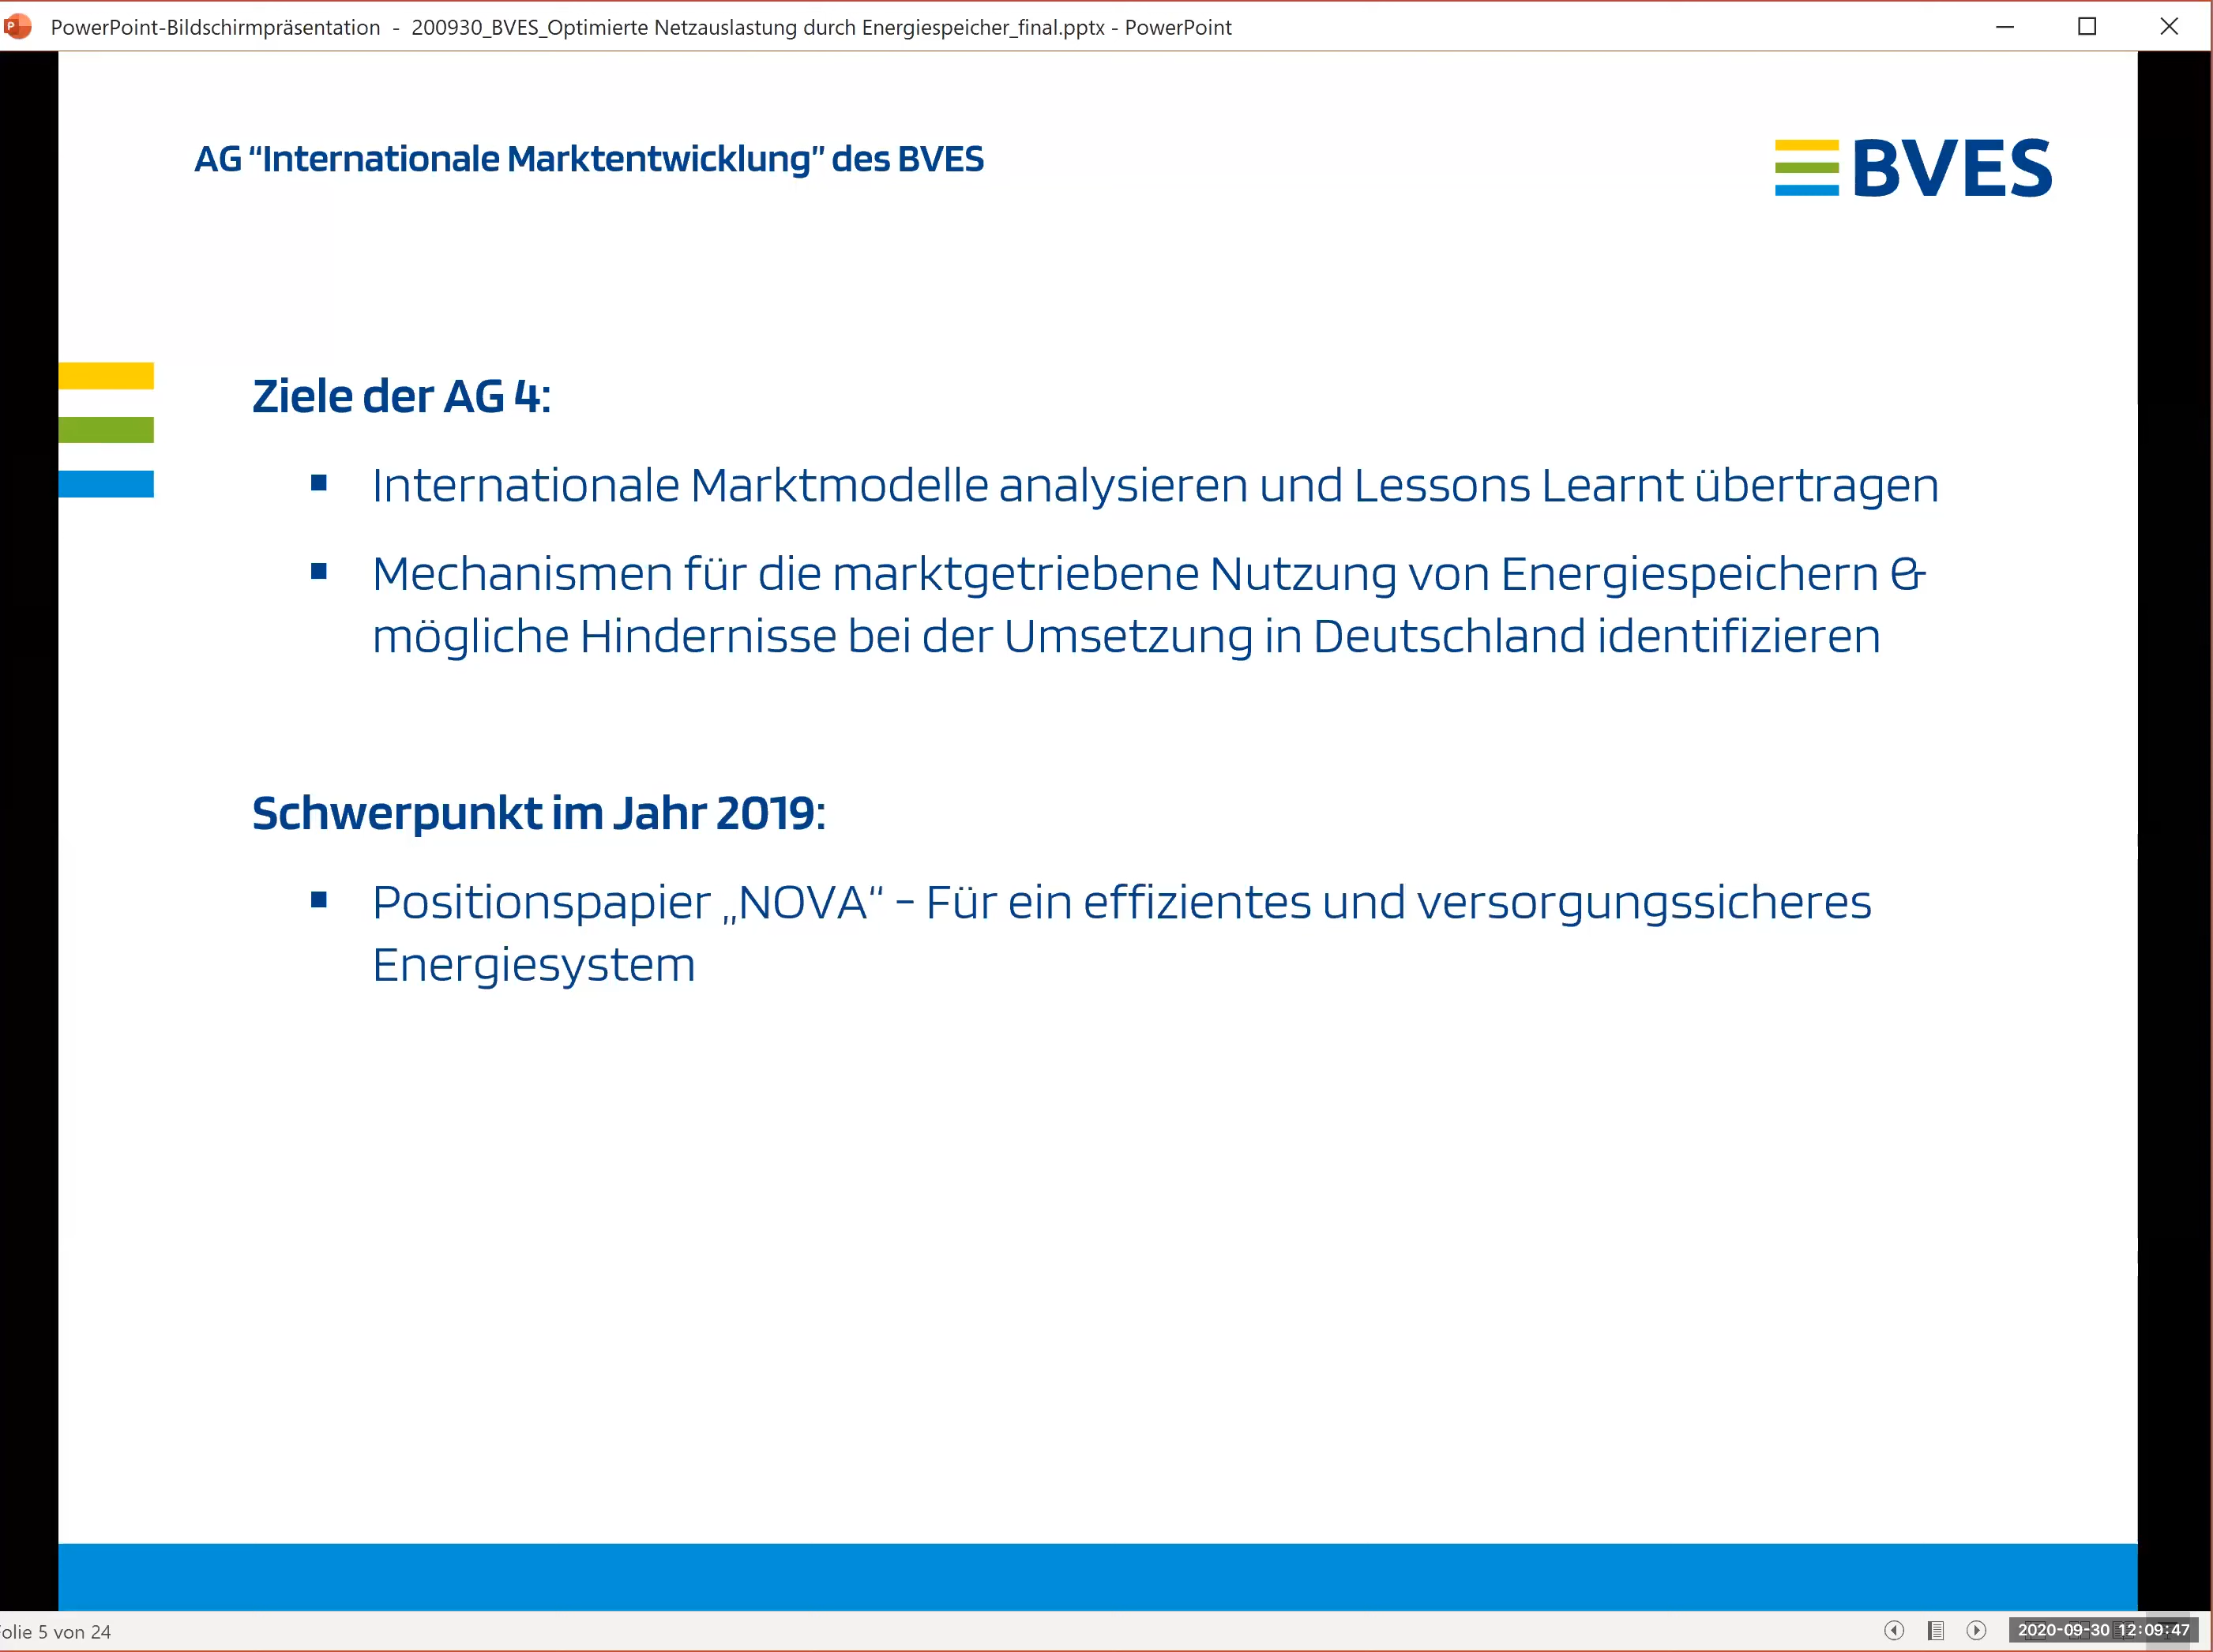 PowerPoint-Bildschirmpräsentation - 200930_BVES_Optimierte Netzauslastung durch Energiespeicher_final.pptx - PowerPoint
AG “Internationale Marktentwicklung” des BVES
BVES
Ziele der AG 4:
▪ Internationale Marktmodelle analysieren und Lessons Learnt übertragen
▪ Mechanismen für die marktgetriebene Nutzung von Energiespeichern &
mögliche Hindernisse bei der Umsetzung in Deutschland identifizieren
Schwerpunkt im Jahr 2019:
▪ Positionspapier „NOVA“ – Für ein effizientes und versorgungssicheres
Energiesystem
olie 5 von 24
2020-09-30 12:09:47